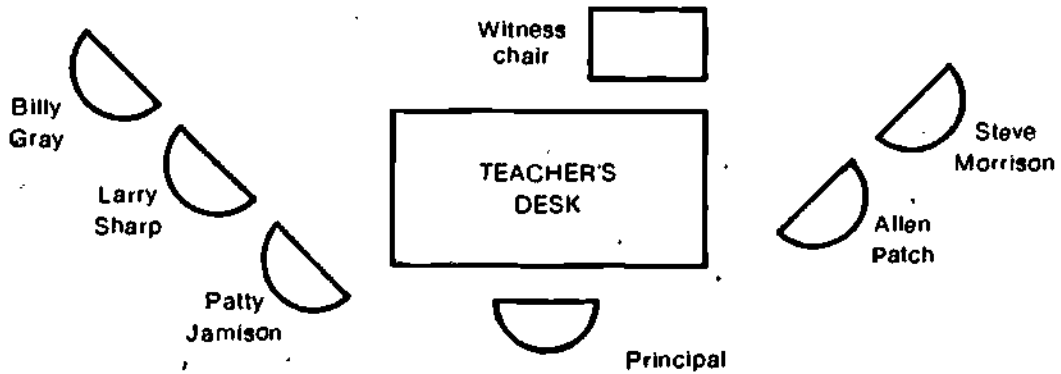 Witness
chair
Billy
Gray
Steve
Morrison
TEACHER'S
DESK
Larry
Sharp
Allen
Patch
Patty
Jamison
Principal